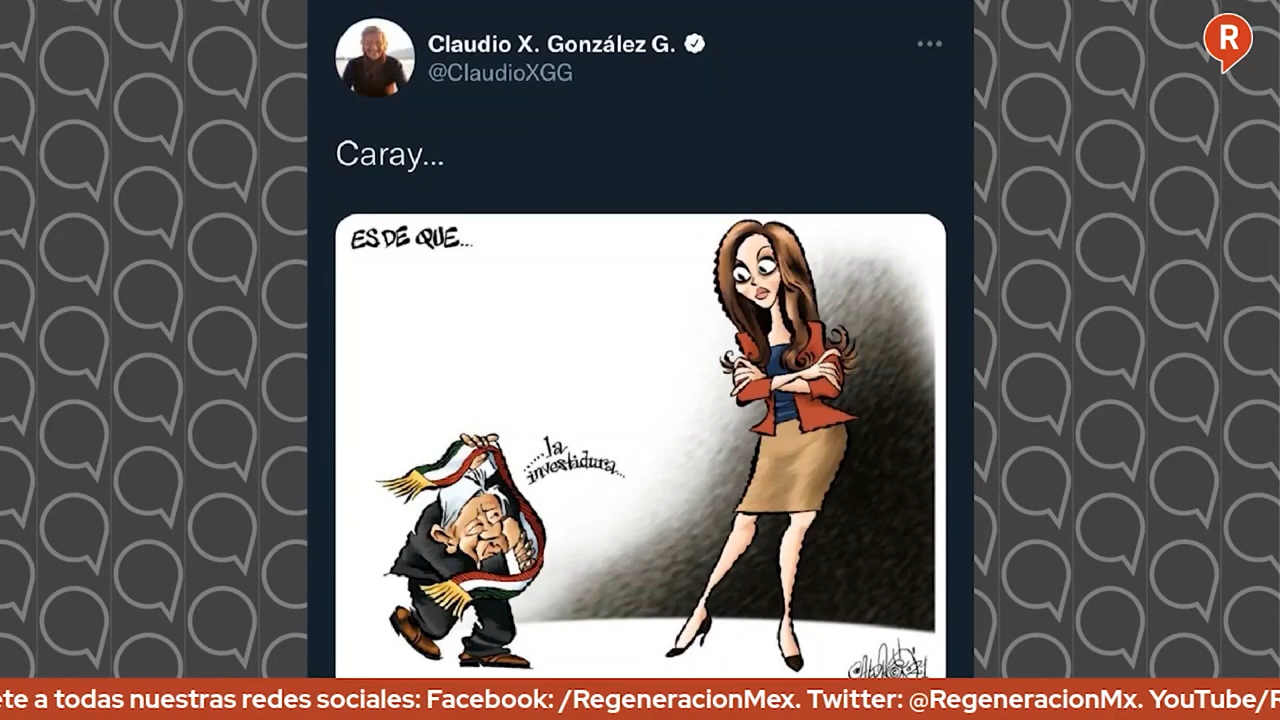 Claudio X. González G.
@ClaudioXGG
R
Caray...
ES DE QUE...
.....la
investidura...
ete a todas nuestras redes sociales: Facebook: /RegeneracionMex. Twitter: @RegeneracionMx. YouTube/